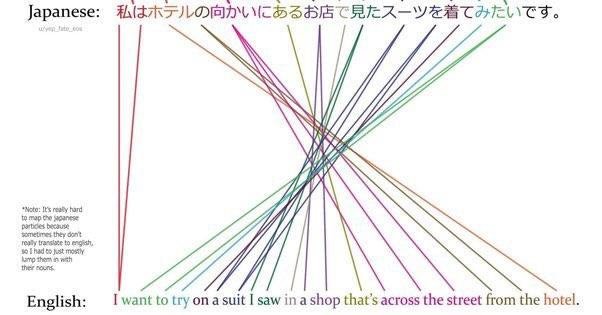 Japanese: 私はホテルの向かいにあるお店で見たスーツを着てみたいです。
u/yep_fate_eos
*Note: It's really hard
to map the japanese
particles because
sometimes they don't
really translate to english,
so I had to just mostly
lump them in with
their nouns.
English: I want to try on a suit I saw in a shop that's across the street from the hotel.